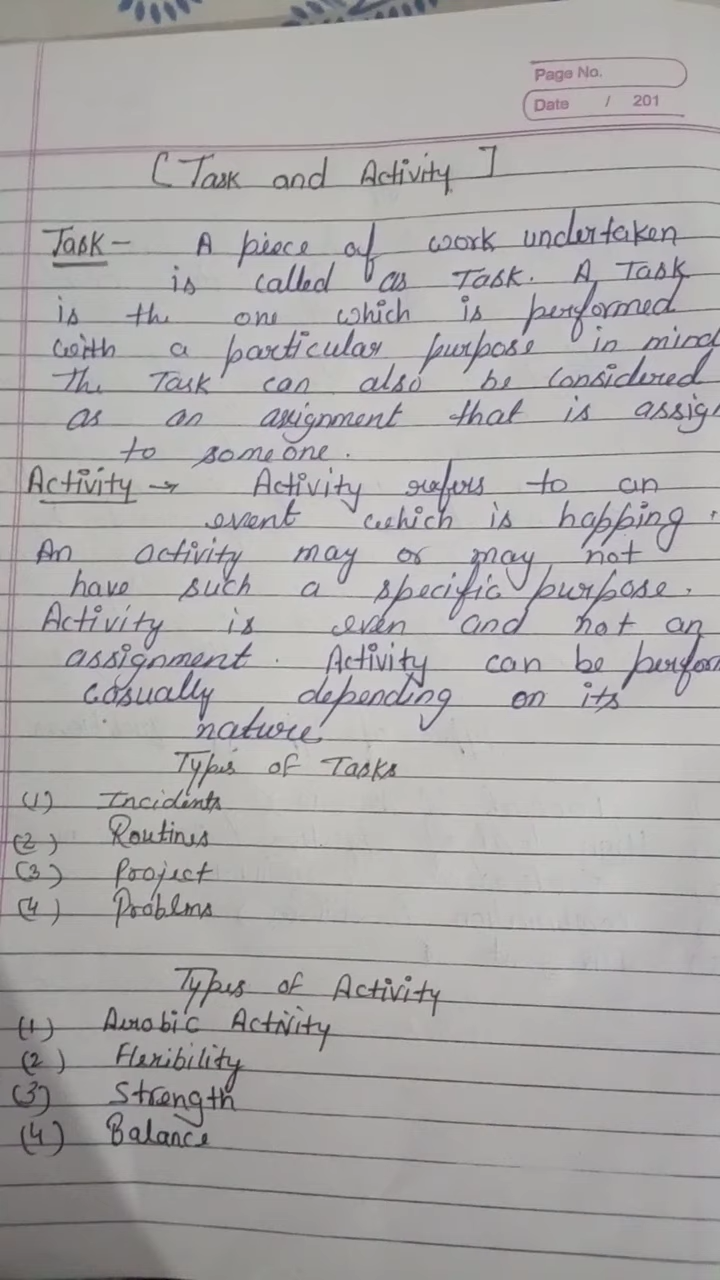 Page No.
Date / 201
[Task and Activity]
Task - A piece of work undertaken
is called as Task. A Task
is the one which is performed
with a particular purpose in mind
The Task can also be considered
as an assignment that is assig
to someone.
Activity → Activity refers to an
event which is happing.
An activity may or may not
have such a specific purpose.
Activity is even and not an
assignment. Activity can be perfor
casually depending on its
nature.
Types of Tasks
(1) Incidents
(2) Routines
(3) Project
(4) Problms
Types of Activity
(1) Aerobic Activity
(2) Flexibility
(3) Strength
(4) Balance